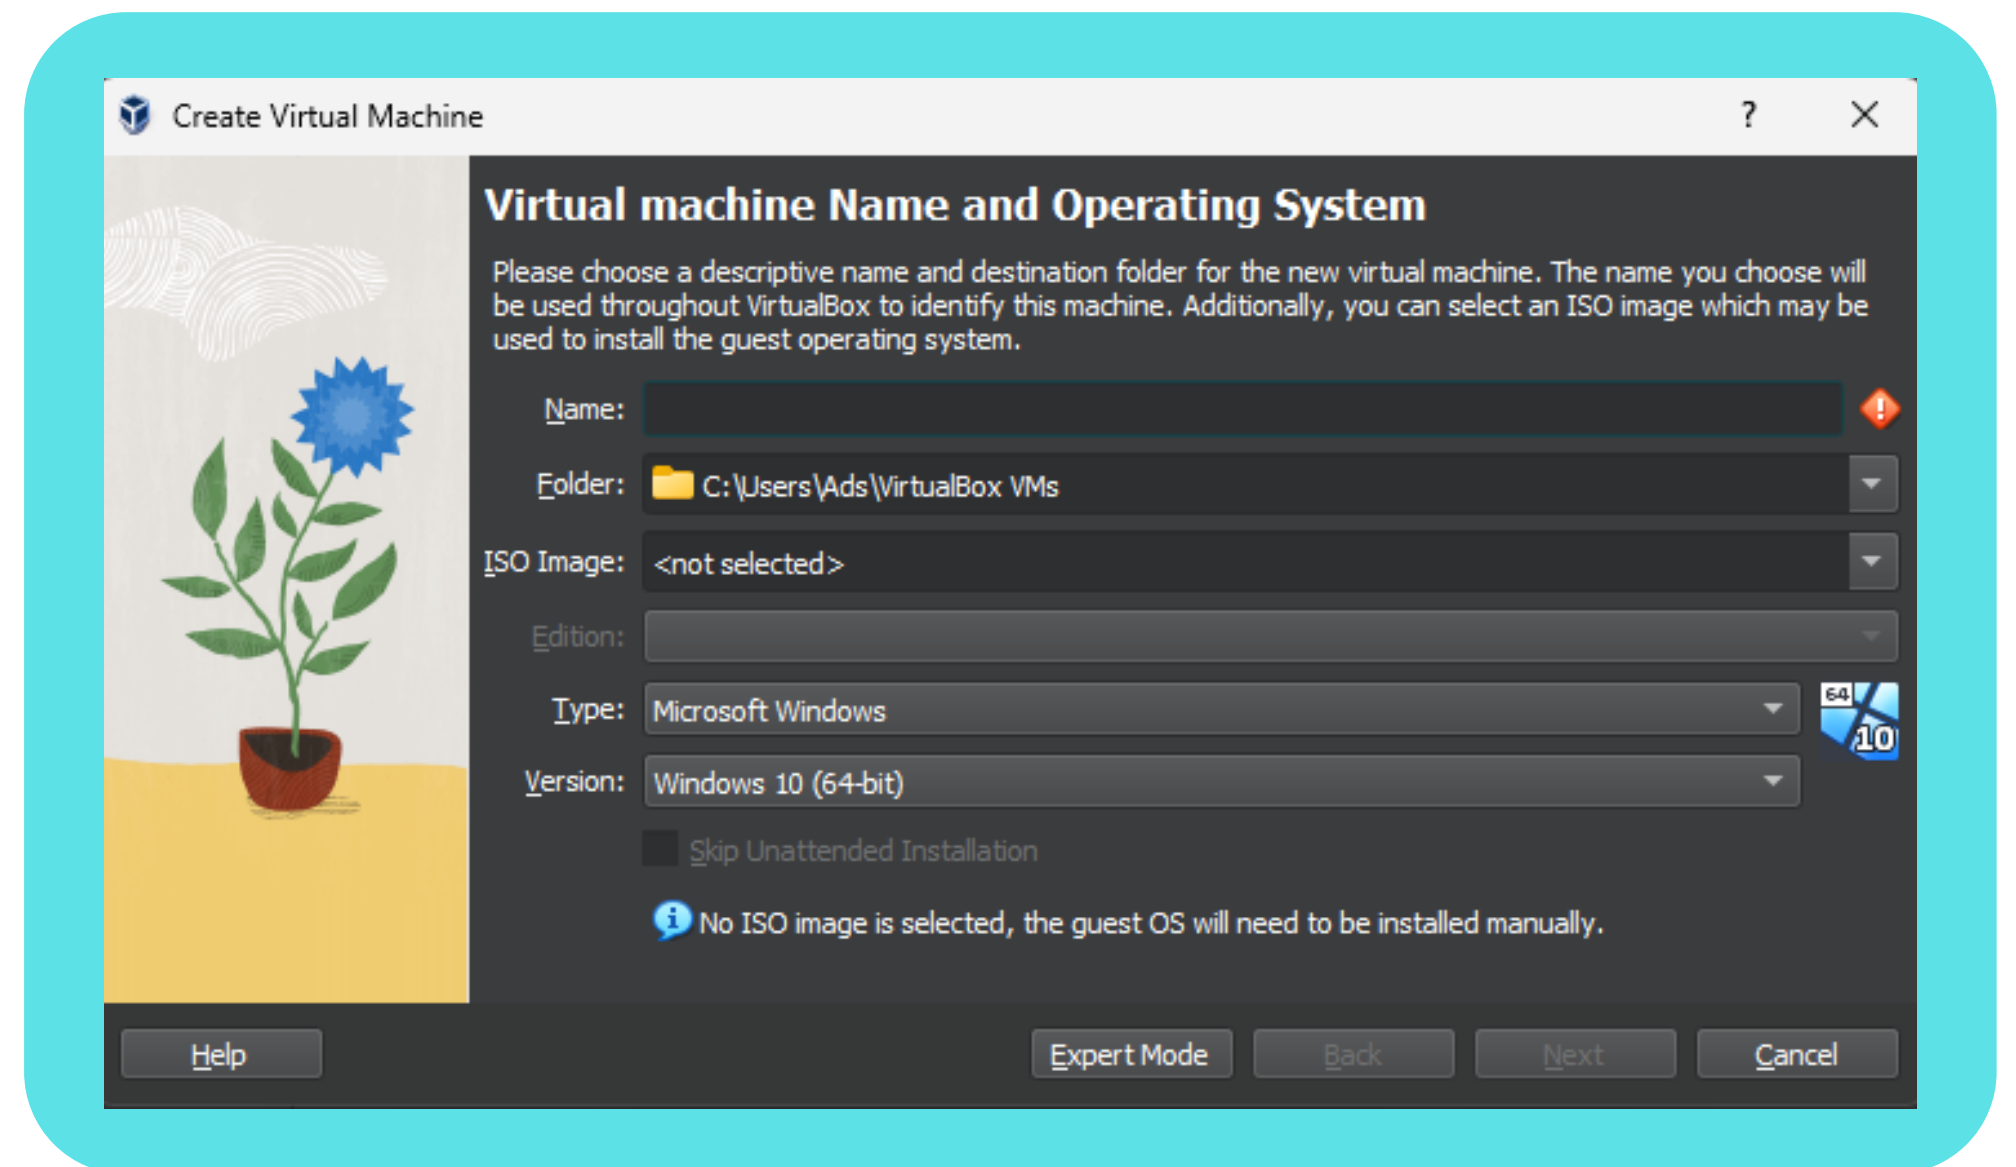 Create Virtual Machine
?
Virtual machine Name and Operating System
Please choose a descriptive name and destination folder for the new virtual machine. The name you choose will
be used throughout VirtualBox to identify this machine. Additionally, you can select an ISO image which may be
used to install the guest operating system.
Name:
Folder: C:\Users\Ads\VirtualBox VMs
ISO Image: <not selected>
Edition:
Type: Microsoft Windows
64
10
Version: Windows 10 (64-bit)
Skip Unattended Installation
No ISO image is selected, the guest OS will need to be installed manually.
Help Expert Mode Back Next Cancel